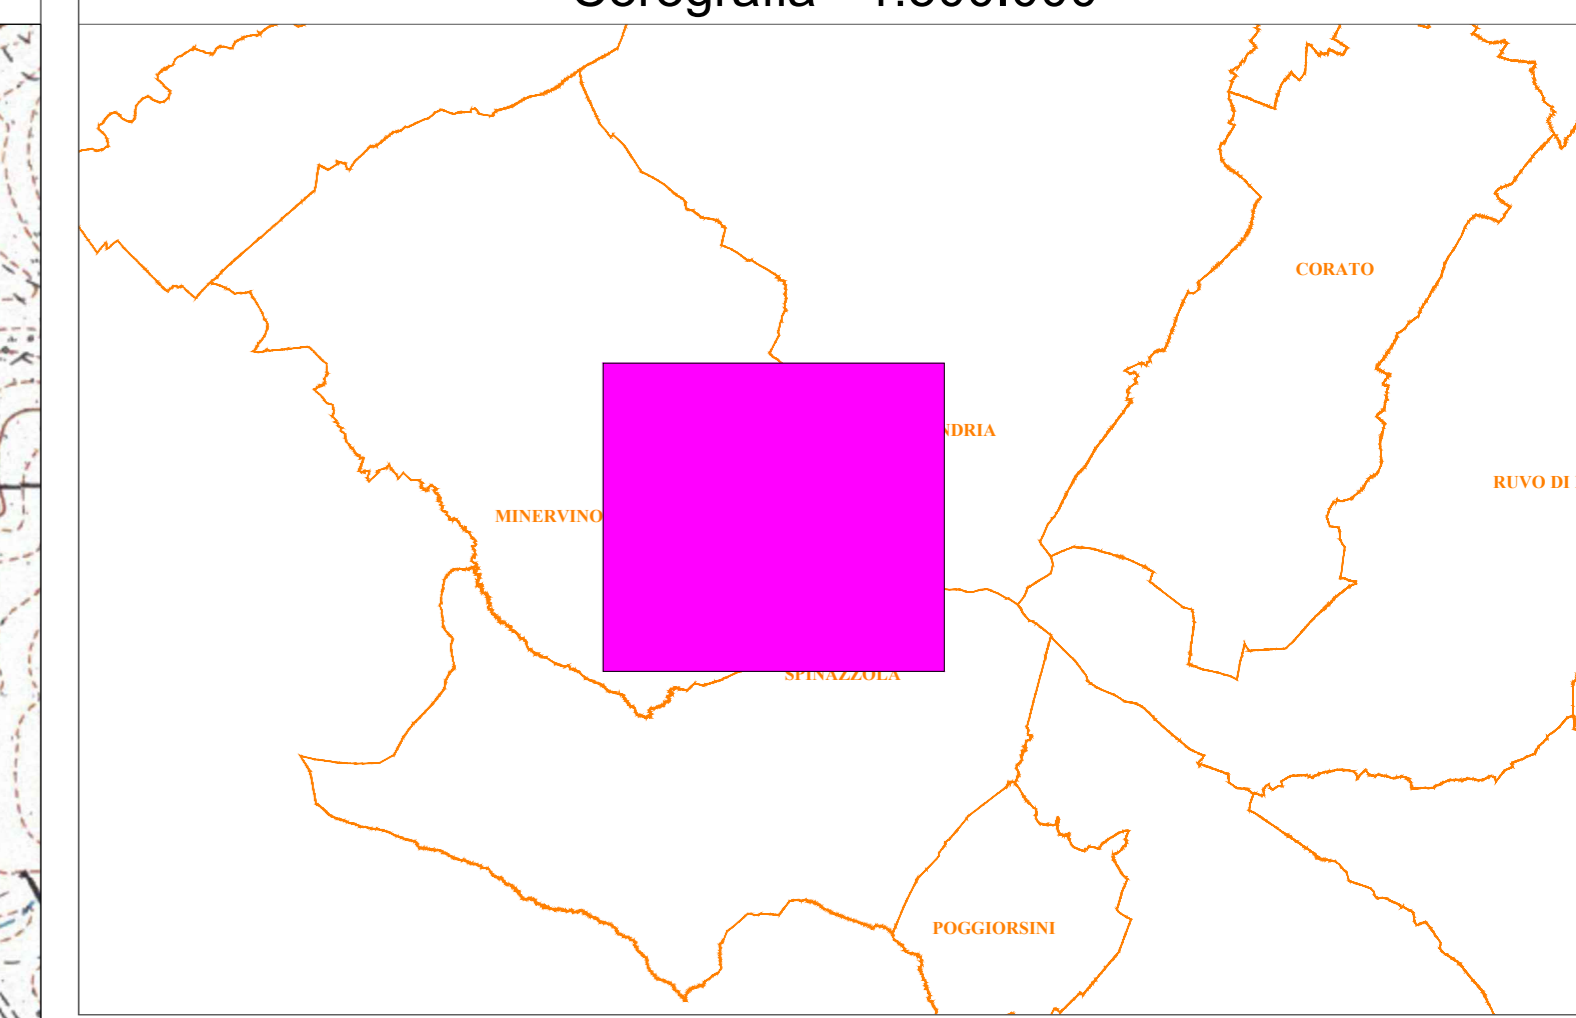 CORATO
NDRIA
RUVO DI
MINERVINO
SPINAZZOLA
POGGIORSINI